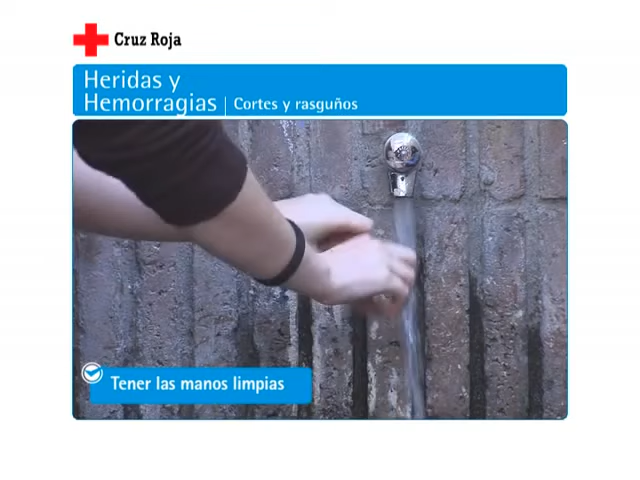 Cruz Roja
Heridas y
Hemorragias | Cortes y rasguños
Tener las manos limpias